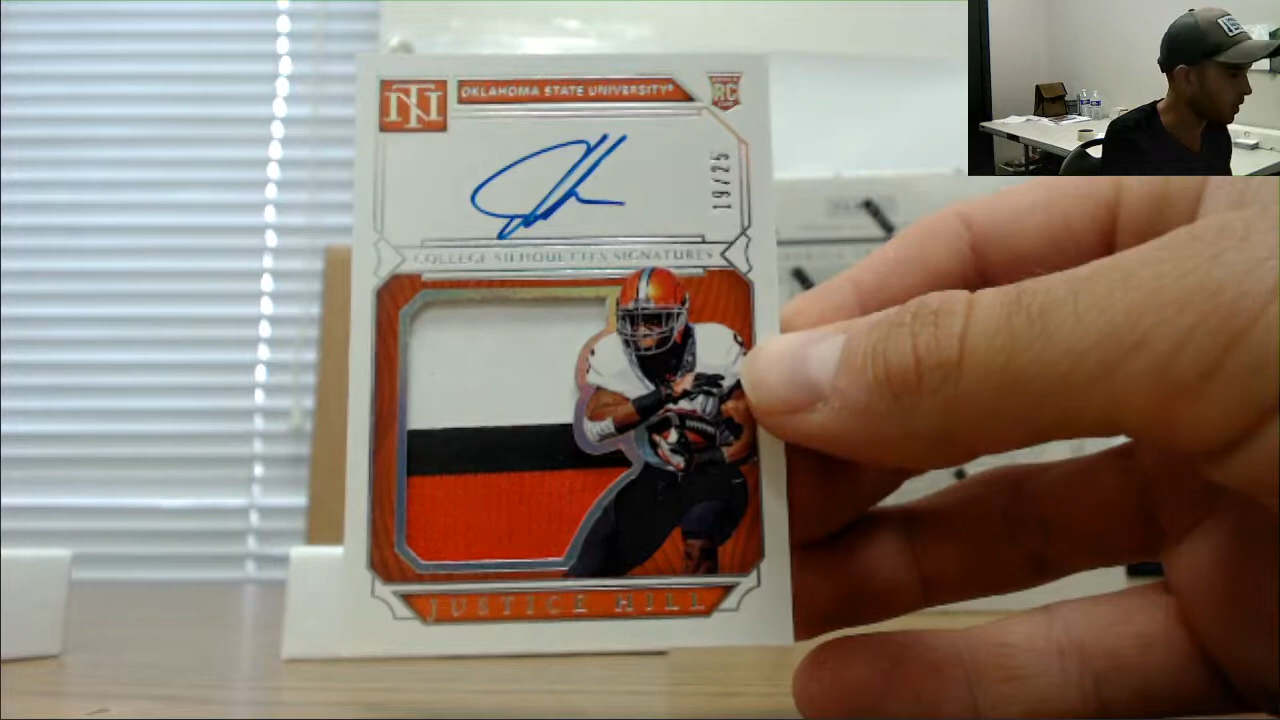 NT
OKLAHOMA STATE UNIVERSITY®
RC
19/25
COLLEGE SILHOUETTES SIGNATURES
JUSTICE HILL